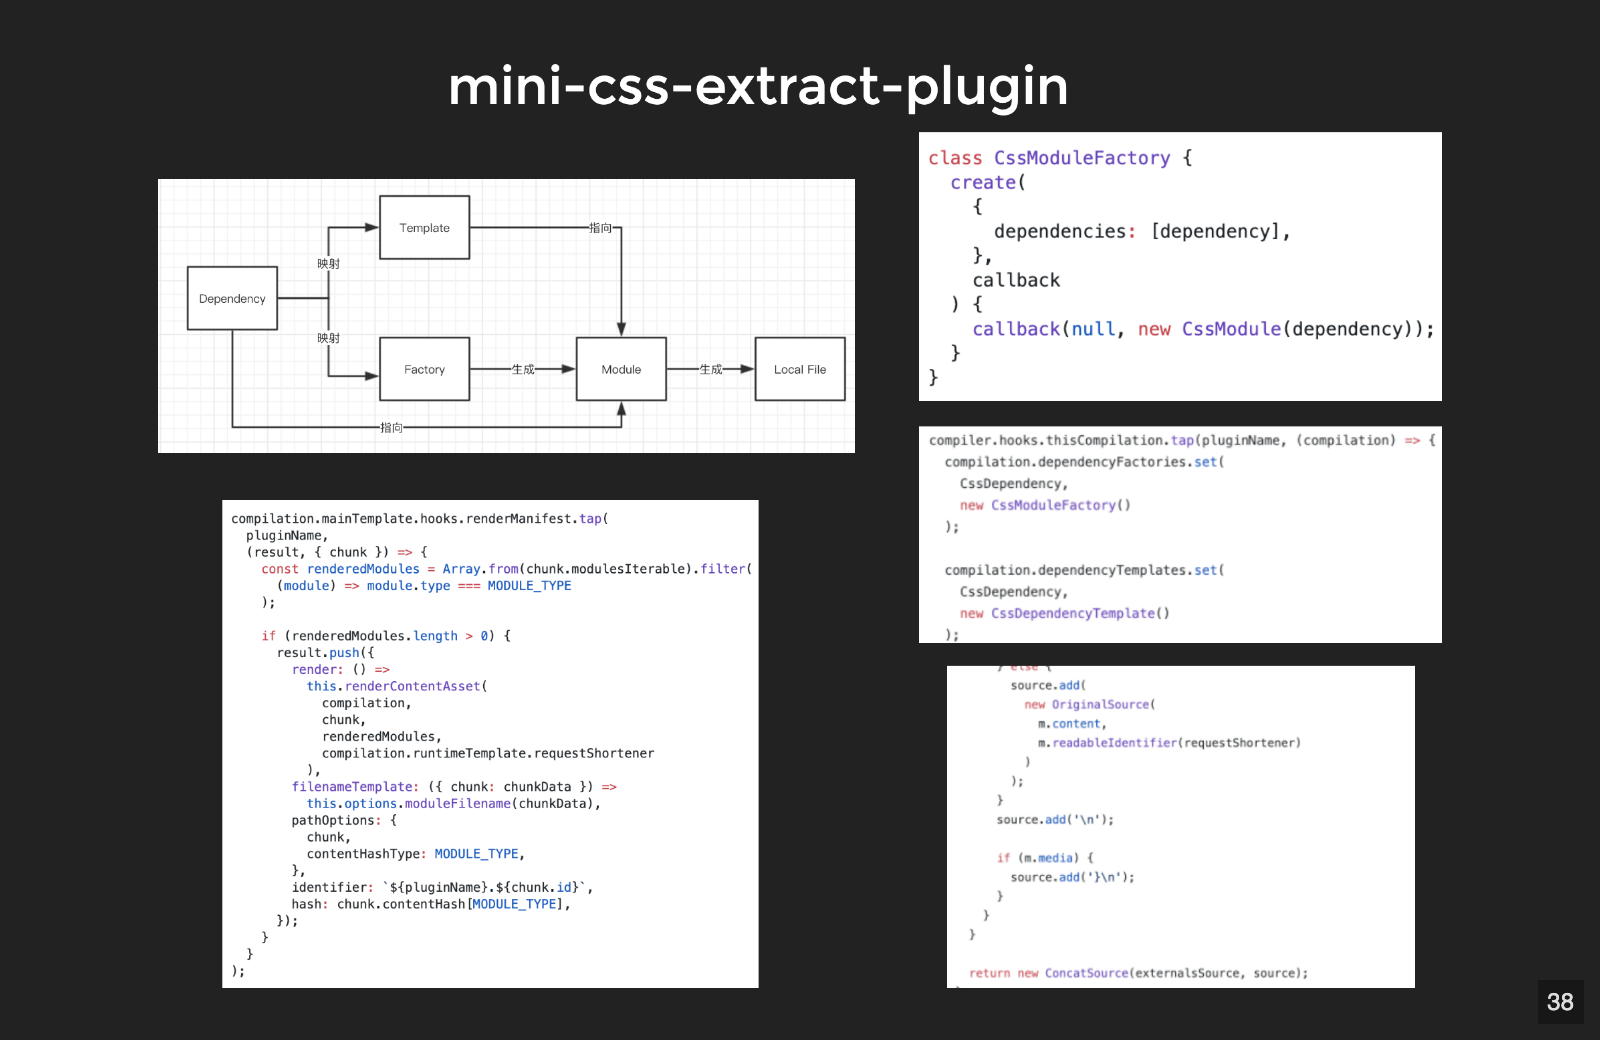 mini-css-extract-plugin
Template
指向
映射
Dependency
映射
Factory
生成
Module
生成
Local File
指向
compilation.mainTemplate.hooks.renderManifest.tap(
  pluginName,
  (result, { chunk }) => {
    const renderedModules = Array.from(chunk.modulesIterable).filter(
      (module) => module.type === MODULE_TYPE
    );
    if (renderedModules.length > 0) {
      result.push({
        render: () =>
          this.renderContentAsset(
            compilation,
            chunk,
            renderedModules,
            compilation.runtimeTemplate.requestShortener
          ),
        filenameTemplate: ({ chunk: chunkData }) =>
          this.options.moduleFilename(chunkData),
        pathOptions: {
          chunk,
          contentHashType: MODULE_TYPE,
        },
        identifier: `${pluginName}.${chunk.id}`,
        hash: chunk.contentHash[MODULE_TYPE],
      });
    }
  }
);
class CssModuleFactory {
  create(
    {
      dependencies: [dependency],
    },
    callback
  ) {
    callback(null, new CssModule(dependency));
  }
}
compiler.hooks.thisCompilation.tap(pluginName, (compilation) => {
  compilation.dependencyFactories.set(
    CssDependency,
    new CssModuleFactory()
  );
  compilation.dependencyTemplates.set(
    CssDependency,
    new CssDependencyTemplate()
  );
} else {
      source.add(
        new OriginalSource(
          m.content,
          m.readableIdentifier(requestShortener)
        )
      );
    }
    source.add('\n');
    if (m.media) {
      source.add('}\n');
    }
  }
}
return new ConcatSource(externalsSource, source);
38